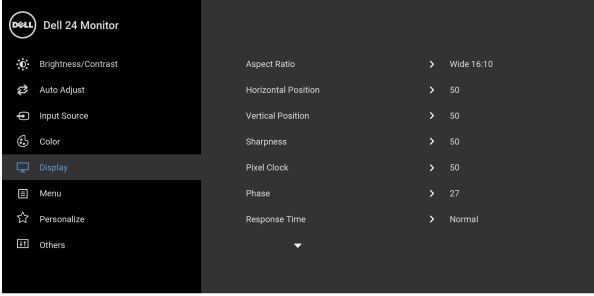 DELL Dell 24 Monitor
Brightness/Contrast
Auto Adjust
Input Source
Color
Display
Menu
Personalize
Others
Aspect Ratio Wide 16:10
Horizontal Position 50
Vertical Position 50
Sharpness 50
Pixel Clock 50
Phase 27
Response Time Normal